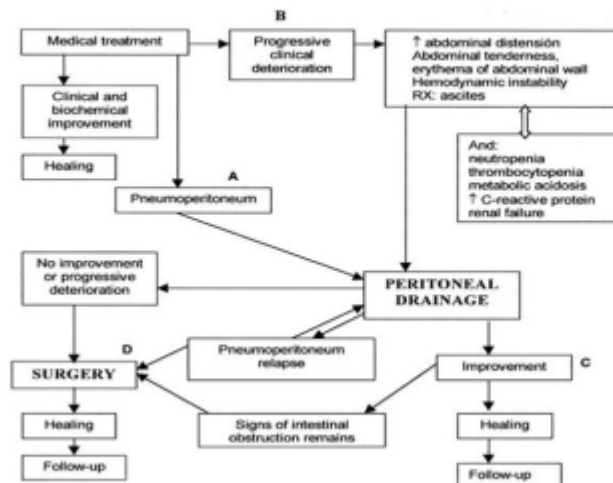 B
Medical treatment
Progressive
clinical
deterioration
↑ abdominal distensión
Abdominal tenderness,
erythema of abdominal wall
Hemodynamic instability
RX: ascites
Clinical and
biochemical
improvement
Healing
And:
neutropenia
thrombocytopenia
metabolic acidosis
↑ C-reactive protein
renal failure
A
Pneumoperitoneum
No improvement
or progressive
deterioration
PERITONEAL
DRAINAGE
D
Pneumoperitoneum
relapse
SURGERY
Improvement
C
Healing
Signs of intestinal
obstruction remains
Healing
Follow-up
Follow-up